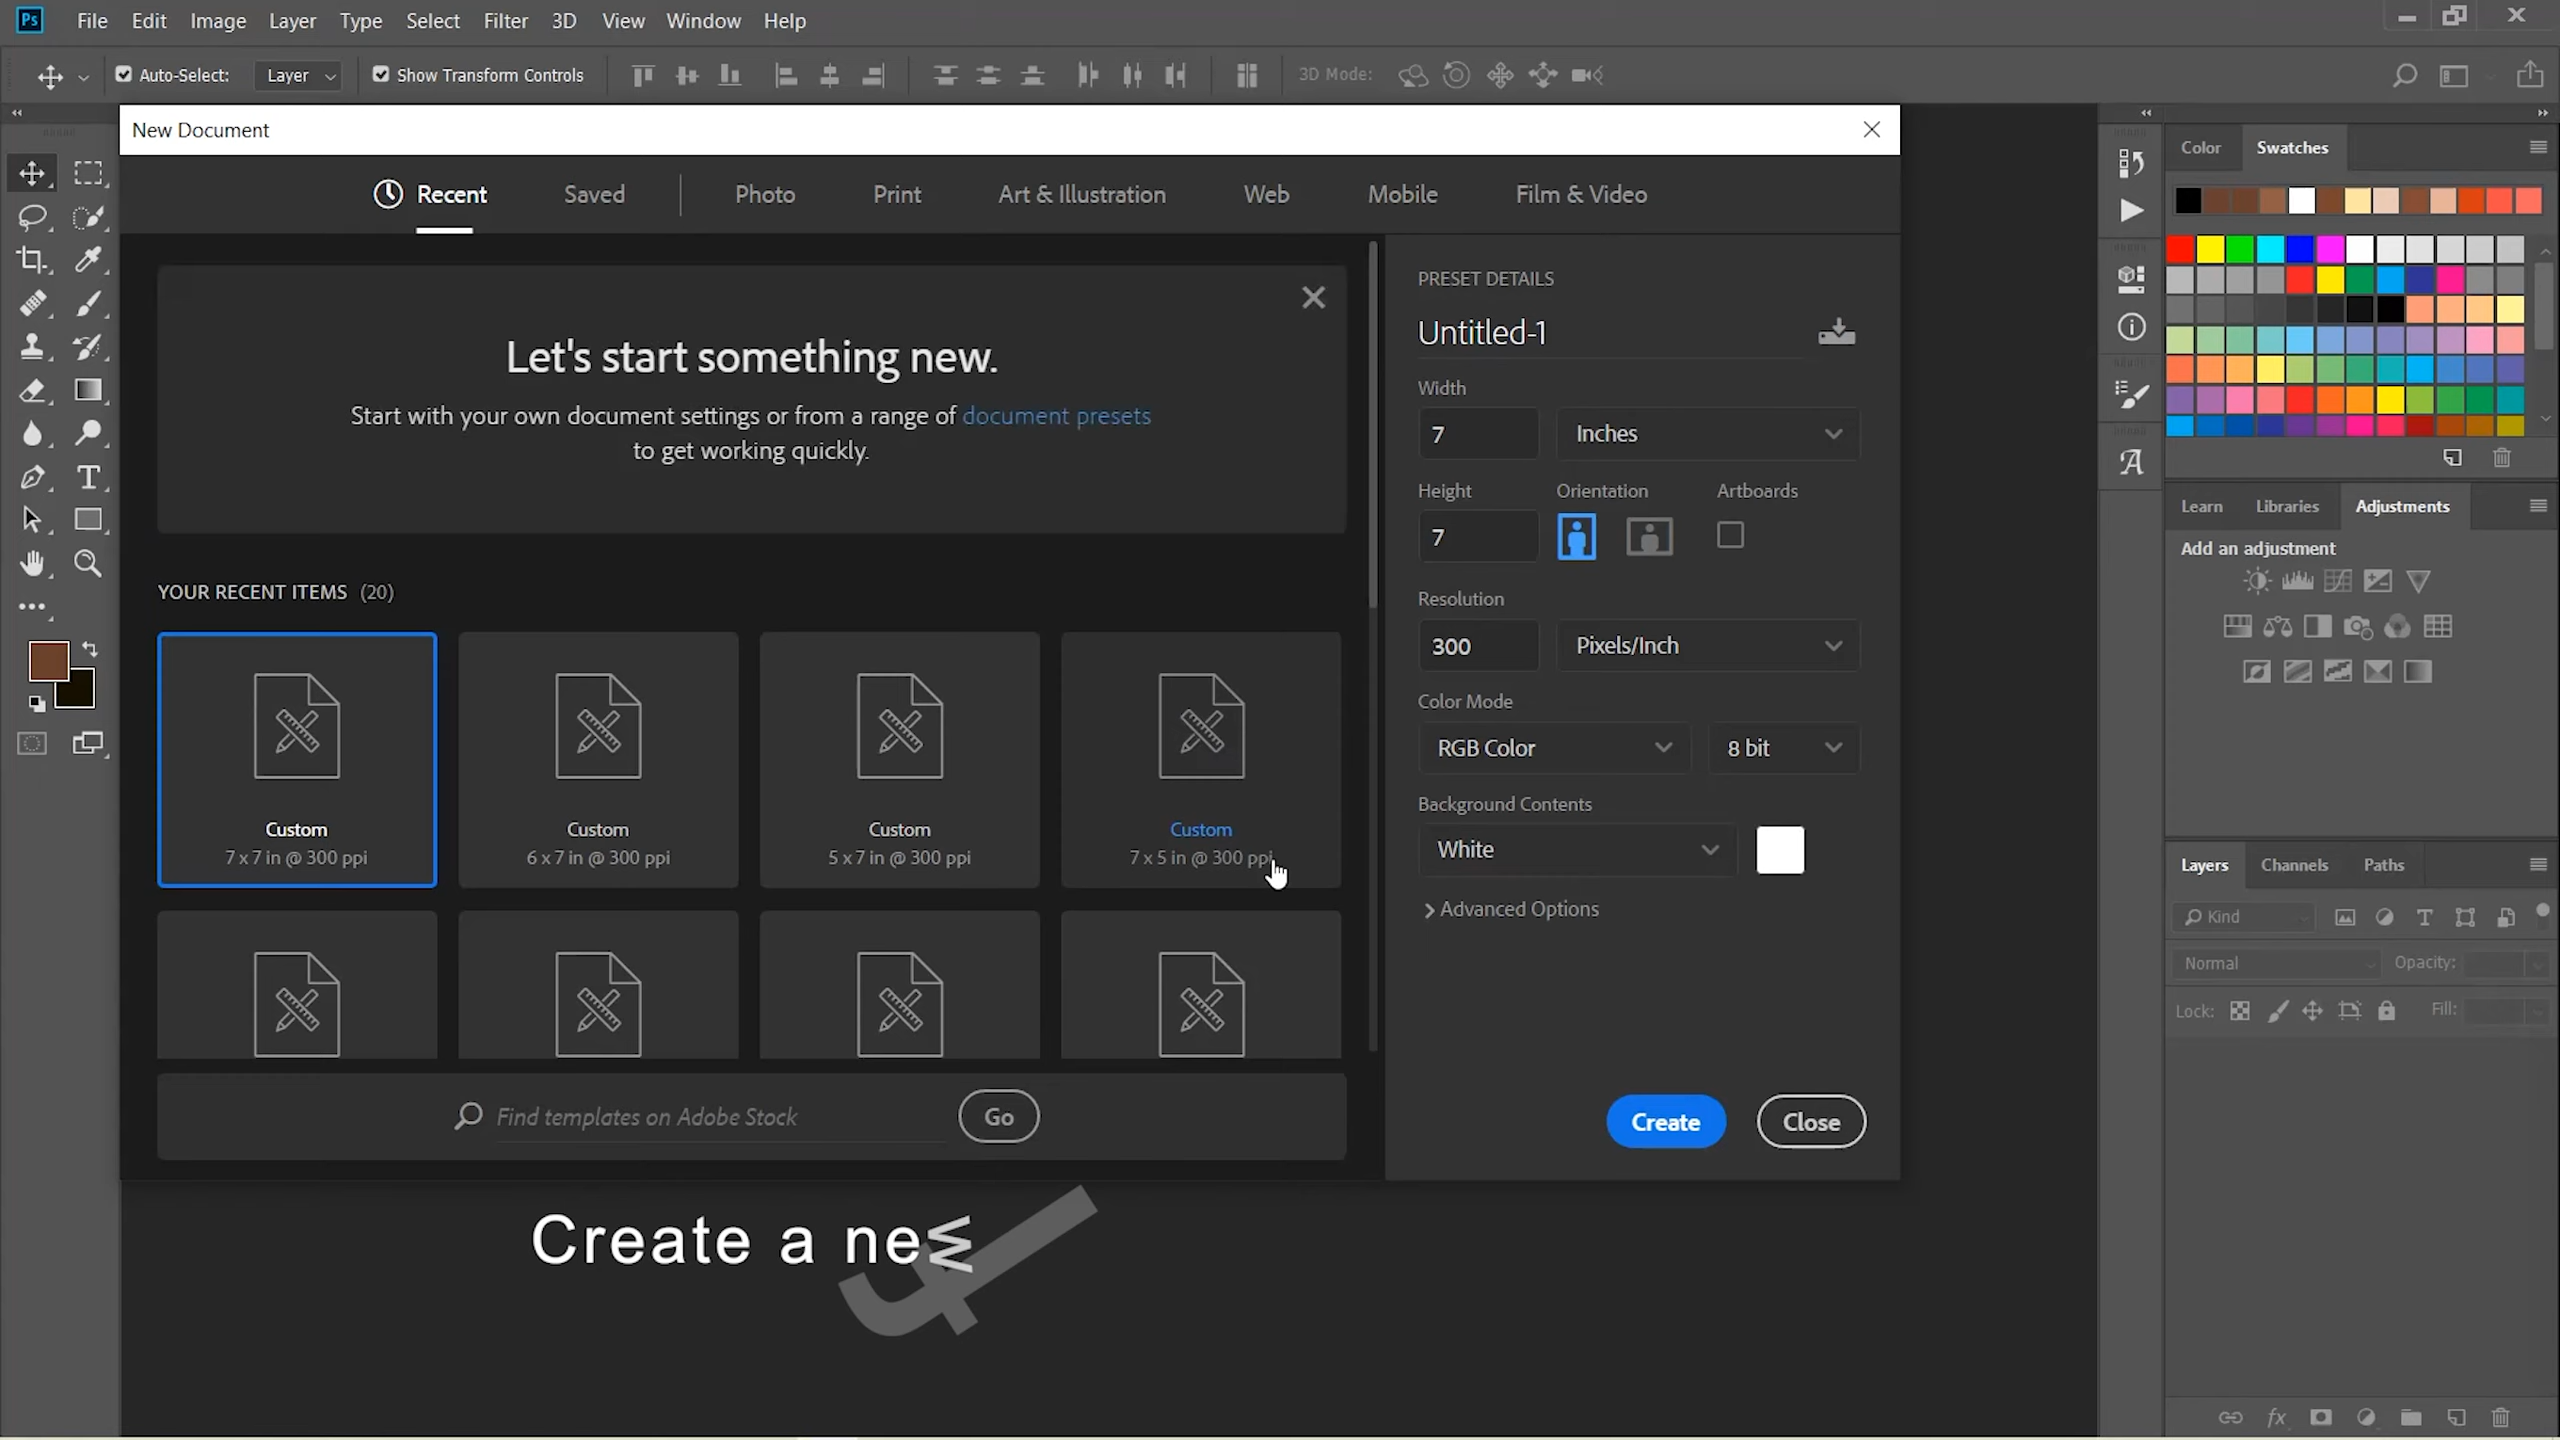 Ps File Edit Image Layer Type Select Filter 3D View Window Help
Auto-Select: Layer Show Transform Controls 3D Mode:
New Document
Recent Saved Photo Print Art & Illustration Web Mobile Film & Video
Let's start something new.
Start with your own document settings or from a range of document presets
to get working quickly.
YOUR RECENT ITEMS (20)
Custom
7 x 7 in @ 300 ppi
Custom
6 x 7 in @ 300 ppi
Custom
5 x 7 in @ 300 ppi
Custom
7 x 5 in @ 300 ppi
Find templates on Adobe Stock Go
PRESET DETAILS
Untitled-1
Width
7 Inches
Height Orientation Artboards
7
Resolution
300 Pixels/Inch
Color Mode
RGB Color 8 bit
Background Contents
White
Advanced Options
Create Close
Create a new
Color Swatches
Learn Libraries Adjustments
Add an adjustment
Layers Channels Paths
Kind
Normal Opacity:
Lock: Fill:
fx